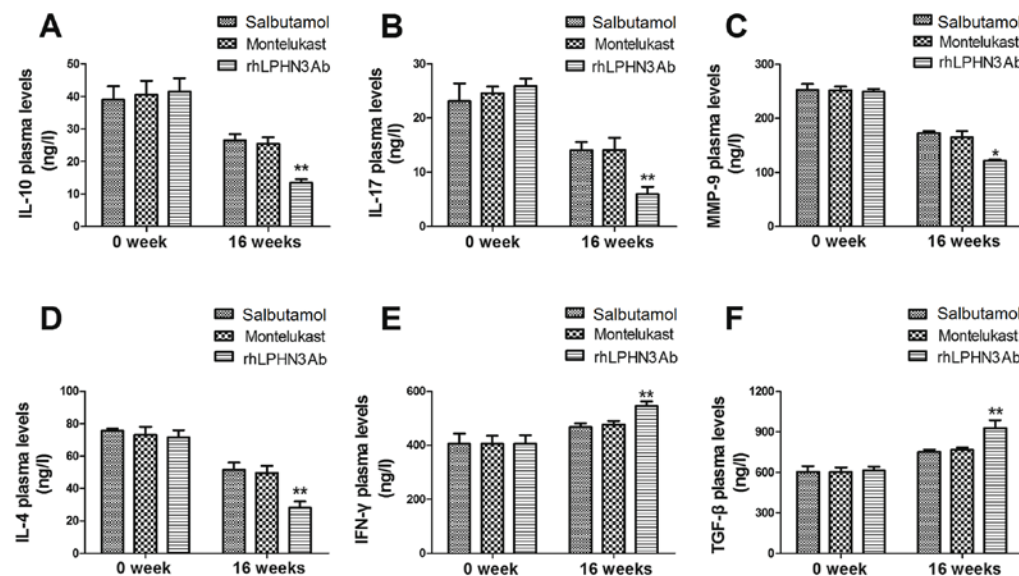 A
Salbutamol
Montelukast
rhLPHN3Ab
IL-10 plasma levels
(ng/l)
50
40
30
20
10
0
**
0 week
16 weeks
B
Salbutamol
Montelukast
rhLPHN3Ab
IL-17 plasma levels
(ng/l)
30
20
10
0
**
0 week
16 weeks
C
Salbutamol
Montelukast
rhLPHN3Ab
MMP-9 plasma levels
(ng/l)
300
200
100
0
*
0 week
16 weeks
D
Salbutamol
Montelukast
rhLPHN3Ab
IL-4 plasma levels
(ng/l)
100
80
60
40
20
0
**
0 week
16 weeks
E
Salbutamol
Montelukast
rhLPHN3Ab
IFN-γ plasma levels
(ng/l)
600
400
200
0
**
0 week
16 weeks
F
Salbutamol
Montelukast
rhLPHN3Ab
TGF-β plasma levels
(ng/l)
1200
900
600
300
0
**
0 week
16 weeks